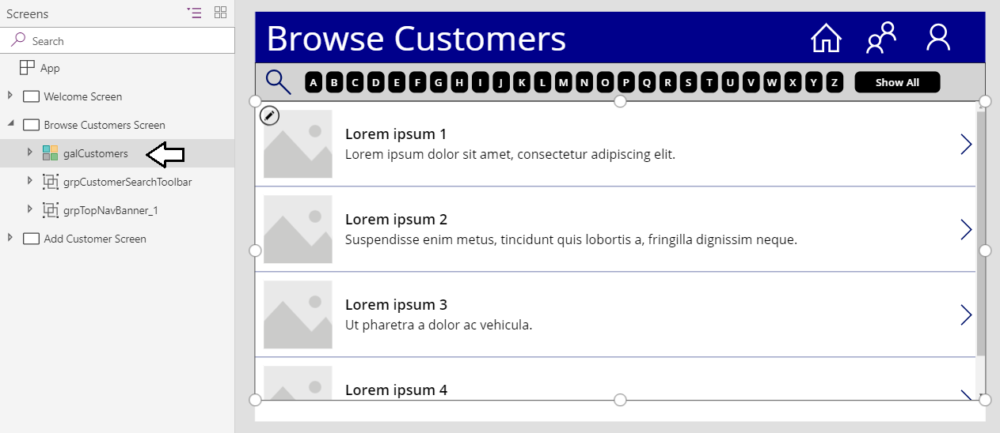 Screens
Search
App
Welcome Screen
Browse Customers Screen
galCustomers
grpCustomerSearchToolbar
grpTopNavBanner_1
Add Customer Screen
Browse Customers
A B C D E F G H I J K L M N O P Q R S T U V W X Y Z Show All
Lorem ipsum 1
Lorem ipsum dolor sit amet, consectetur adipiscing elit.
Lorem ipsum 2
Suspendisse enim metus, tincidunt quis lobortis a, fringilla dignissim neque.
Lorem ipsum 3
Ut pharetra a dolor ac vehicula.
Lorem ipsum 4